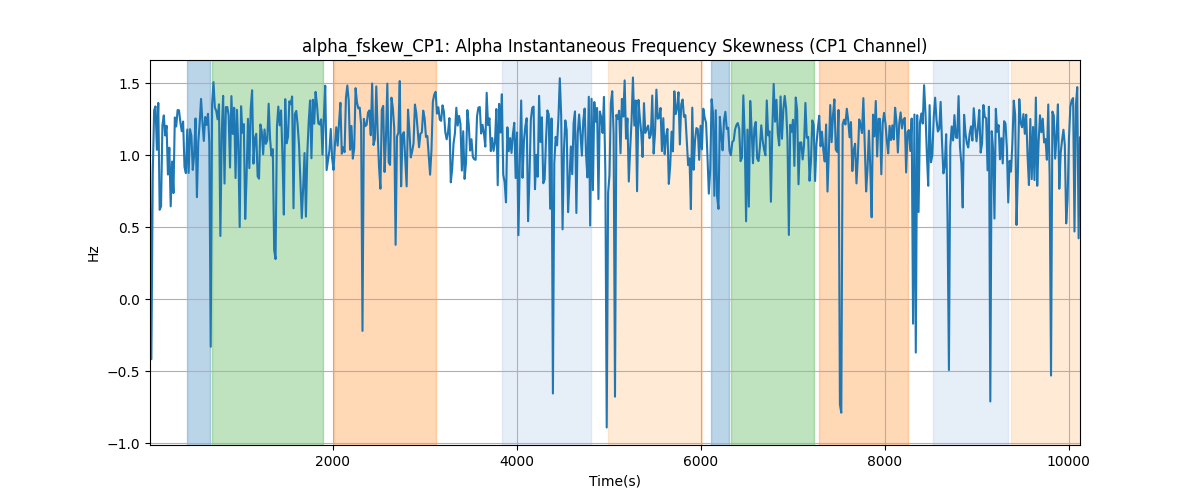 alpha_fskew_CP1: Alpha Instantaneous Frequency Skewness (CP1 Channel)
1.5
1.0
0.5
0.0
−0.5
−1.0
Hz
2000 4000 6000 8000 10000
Time(s)